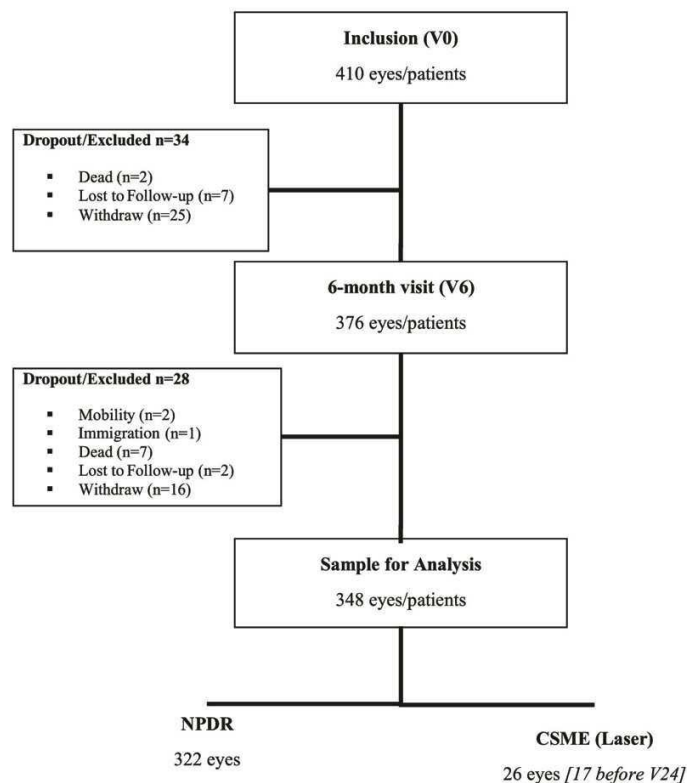 Inclusion (V0)
410 eyes/patients
Dropout/Excluded n=34
▪ Dead (n=2)
▪ Lost to Follow-up (n=7)
▪ Withdraw (n=25)
6-month visit (V6)
376 eyes/patients
Dropout/Excluded n=28
▪ Mobility (n=2)
▪ Immigration (n=1)
▪ Dead (n=7)
▪ Lost to Follow-up (n=2)
▪ Withdraw (n=16)
Sample for Analysis
348 eyes/patients
NPDR
322 eyes
CSME (Laser)
26 eyes [17 before V24]